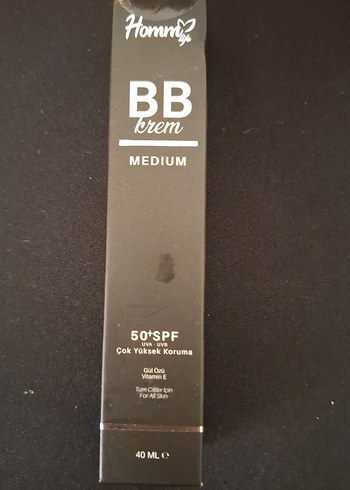 Homm
life
BB
krem
MEDIUM
50+SPF
UVA - UVB
Çok Yüksek Koruma
Gül Özü
Vitamin E
Tüm Ciltler İçin
For All Skin
40 ML ℮